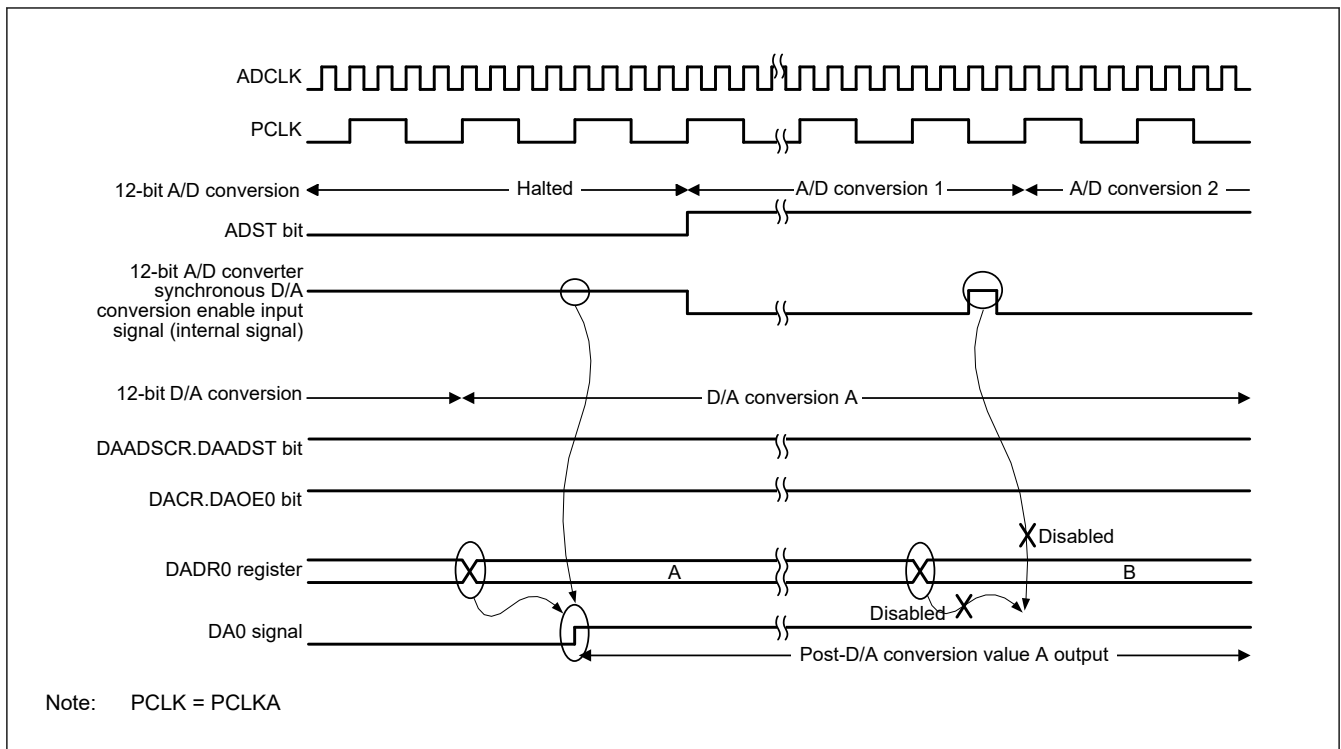 ADCLK
PCLK
12-bit A/D conversion
Halted
A/D conversion 1
A/D conversion 2
ADST bit
12-bit A/D converter
synchronous D/A
conversion enable input
signal (internal signal)
12-bit D/A conversion
D/A conversion A
DAADSCR.DAADST bit
DACR.DAOE0 bit
Disabled
DADR0 register
A
B
Disabled
DA0 signal
Post-D/A conversion value A output
Note: PCLK = PCLKA